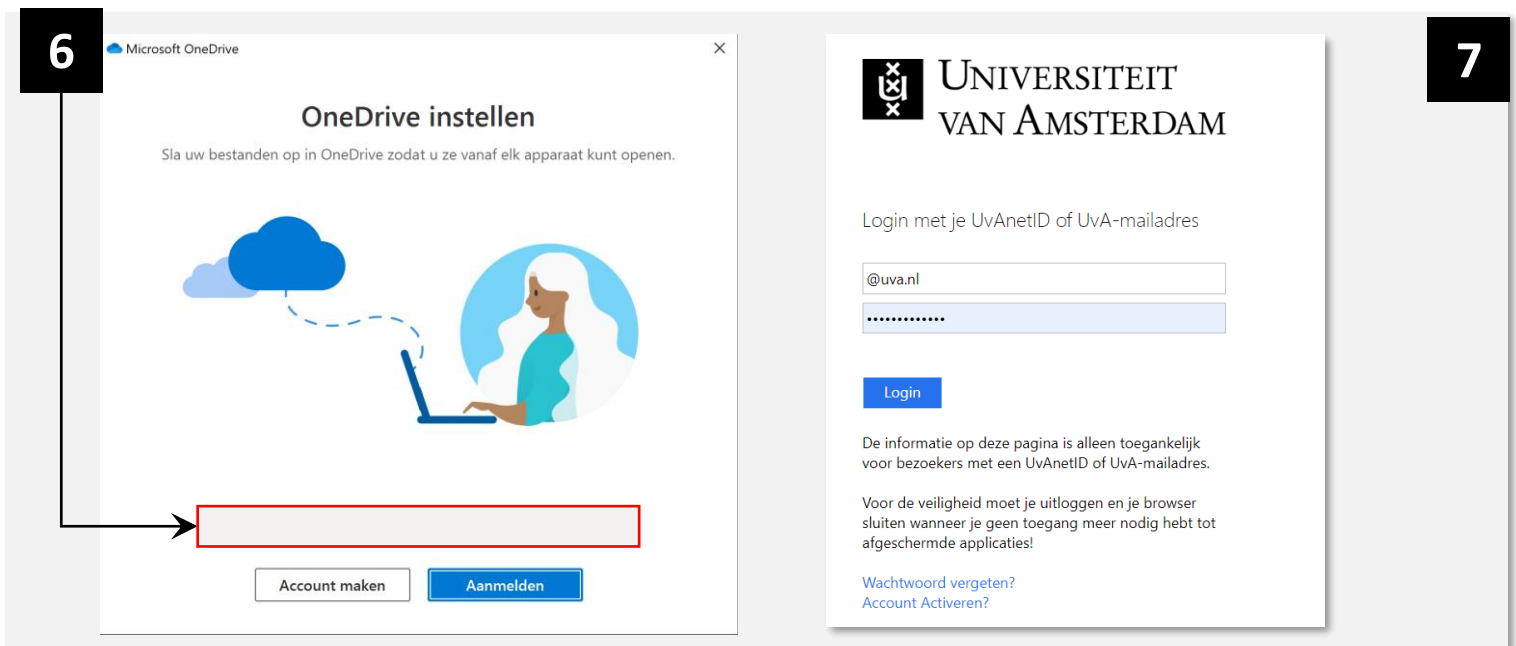 6
Microsoft OneDrive
OneDrive instellen
Sla uw bestanden op in OneDrive zodat u ze vanaf elk apparaat kunt openen.
Account maken
Aanmelden
7
UNIVERSITEIT
VAN AMSTERDAM
Login met je UvAnetID of UvA-mailadres
@uva.nl
•••••••••••••
Login
De informatie op deze pagina is alleen toegankelijk
voor bezoekers met een UvAnetID of UvA-mailadres.
Voor de veiligheid moet je uitloggen en je browser
sluiten wanneer je geen toegang meer nodig hebt tot
afgeschermde applicaties!
Wachtwoord vergeten?
Account Activeren?